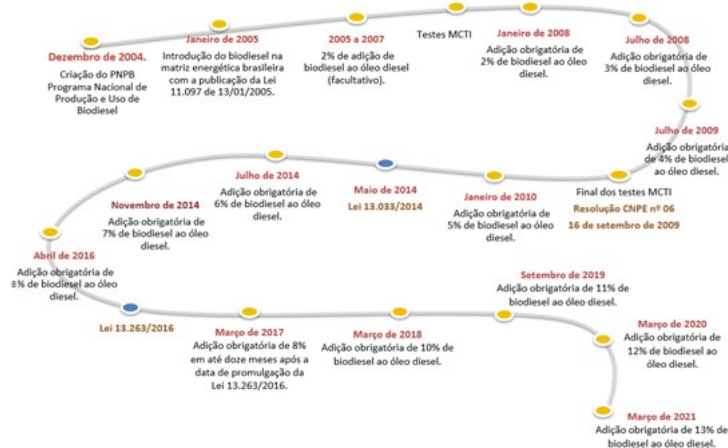 Dezembro de 2004.
Criação do PNPB
Programa Nacional de
Produção e Uso de
Biodiesel
Janeiro de 2005
Introdução do biodiesel na
matriz energética brasileira
com a publicação da Lei
11.097 de 13/01/2005.
2005 a 2007
2% de adição de
biodiesel ao óleo diesel
(facultativo).
Testes MCTI
Janeiro de 2008
Adição obrigatória de
2% de biodiesel ao óleo
diesel.
Julho de 2008
Adição obrigatória de
3% de biodiesel ao óleo
diesel.
Julho de 2009
Adição obrigatória
de 4% de biodiesel
ao óleo diesel.
Final dos testes MCTI
Resolução CNPE nº 06
16 de setembro de 2009
Janeiro de 2010
Adição obrigatória de
5% de biodiesel ao óleo
diesel.
Maio de 2014
Lei 13.033/2014
Julho de 2014
Adição obrigatória de
6% de biodiesel ao óleo
diesel.
Novembro de 2014
Adição obrigatória de
7% de biodiesel ao óleo
diesel.
Abril de 2016
Adição obrigatória de
8% de biodiesel ao óleo
diesel.
Lei 13.263/2016
Março de 2017
Adição obrigatória de 8%
em até doze meses após a
data de promulgação da
Lei 13.263/2016.
Março de 2018
Adição obrigatória de 10% de
biodiesel ao óleo diesel.
Setembro de 2019
Adição obrigatória de 11% de
biodiesel ao óleo diesel.
Março de 2020
Adição obrigatória de
12% de biodiesel ao
óleo diesel.
Março de 2021
Adição obrigatória de 13% de
biodiesel ao óleo diesel.